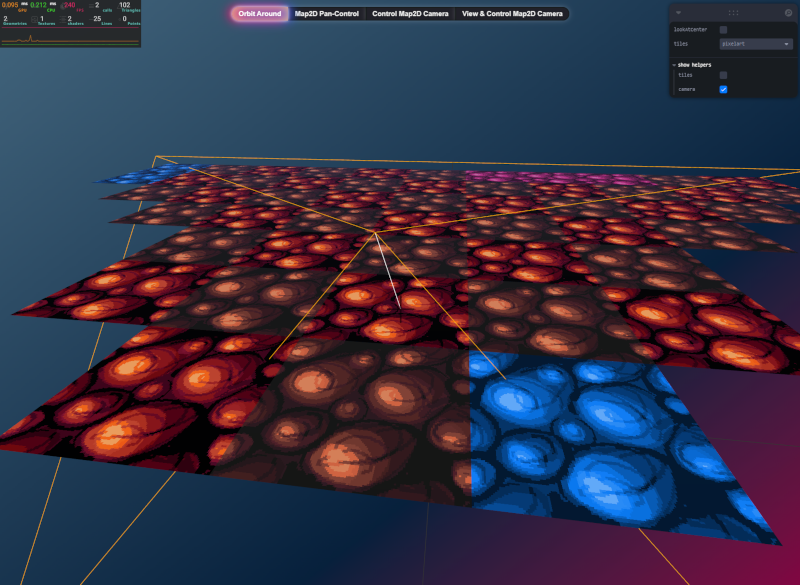 0.095 ms GPU 0.212 ms CPU 240 FPS 2 calls 102 Triangles
2 Geometries 1 Textures 2 shaders 25 Lines 0 Points
Orbit Around Map2D Pan-Control Control Map2D Camera View & Control Map2D Camera
lookAtCenter
tiles pixelart
show helpers
tiles
camera